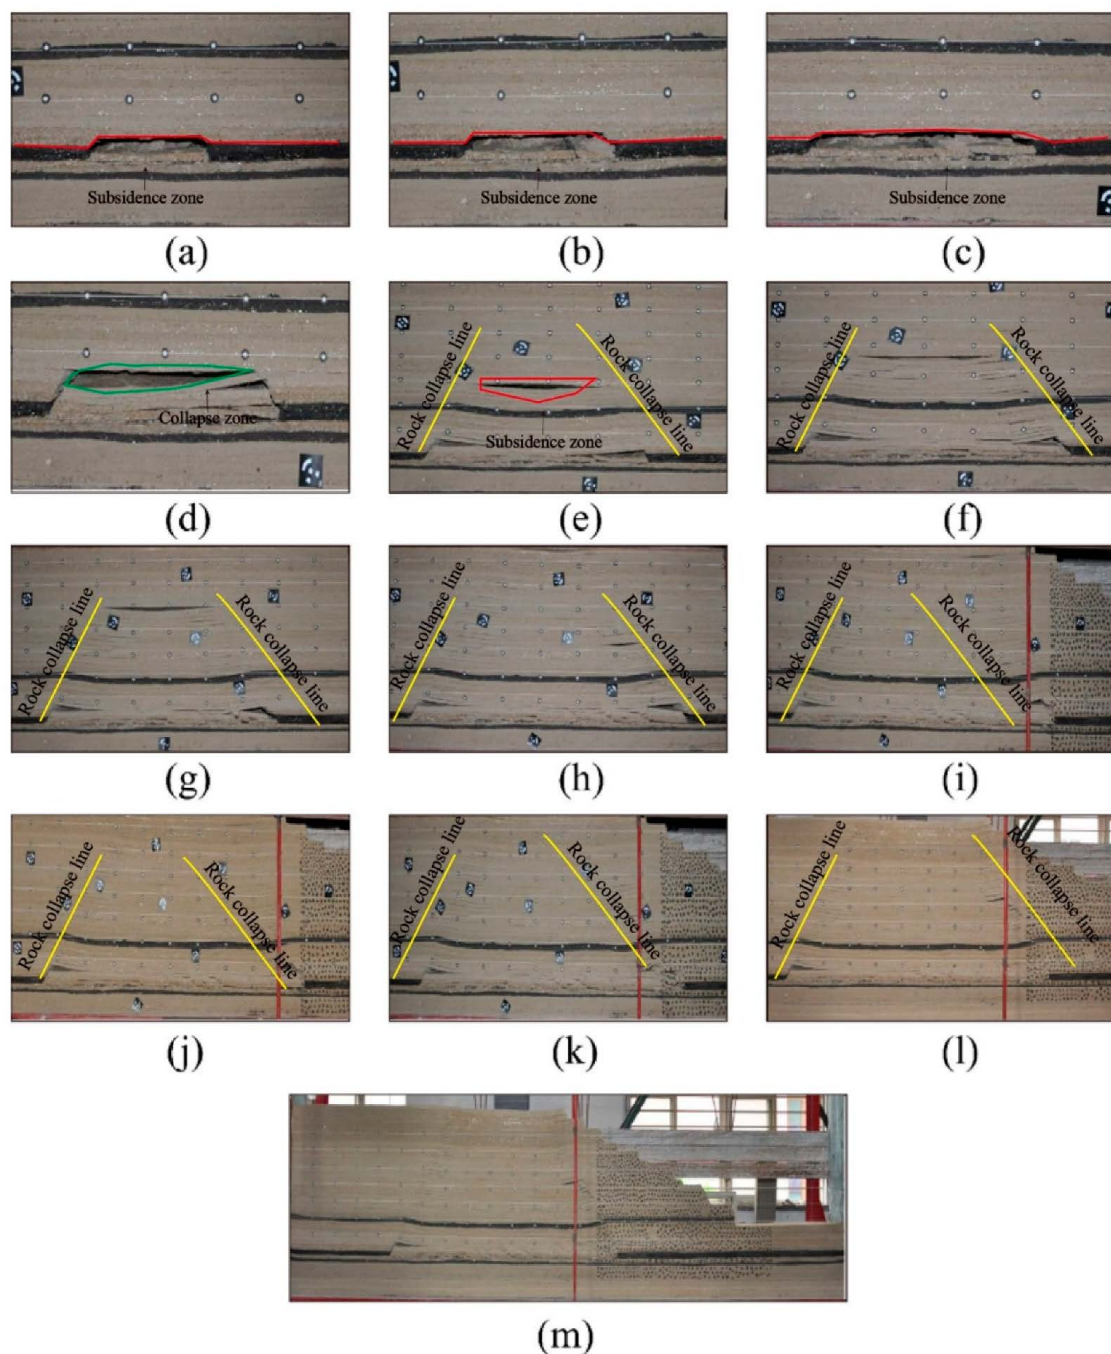 Subsidence zone
Subsidence zone
Subsidence zone
(a)
(b)
(c)
Collapse zone
Rock collapse line
Subsidence zone
Rock collapse line
Rock collapse line
Rock collapse line
(d)
(e)
(f)
Rock collapse line
Rock collapse line
Rock collapse line
Rock collapse line
Rock collapse line
Rock collapse line
(g)
(h)
(i)
Rock collapse line
Rock collapse line
Rock collapse line
Rock collapse line
Rock collapse line
Rock collapse line
(j)
(k)
(l)
(m)